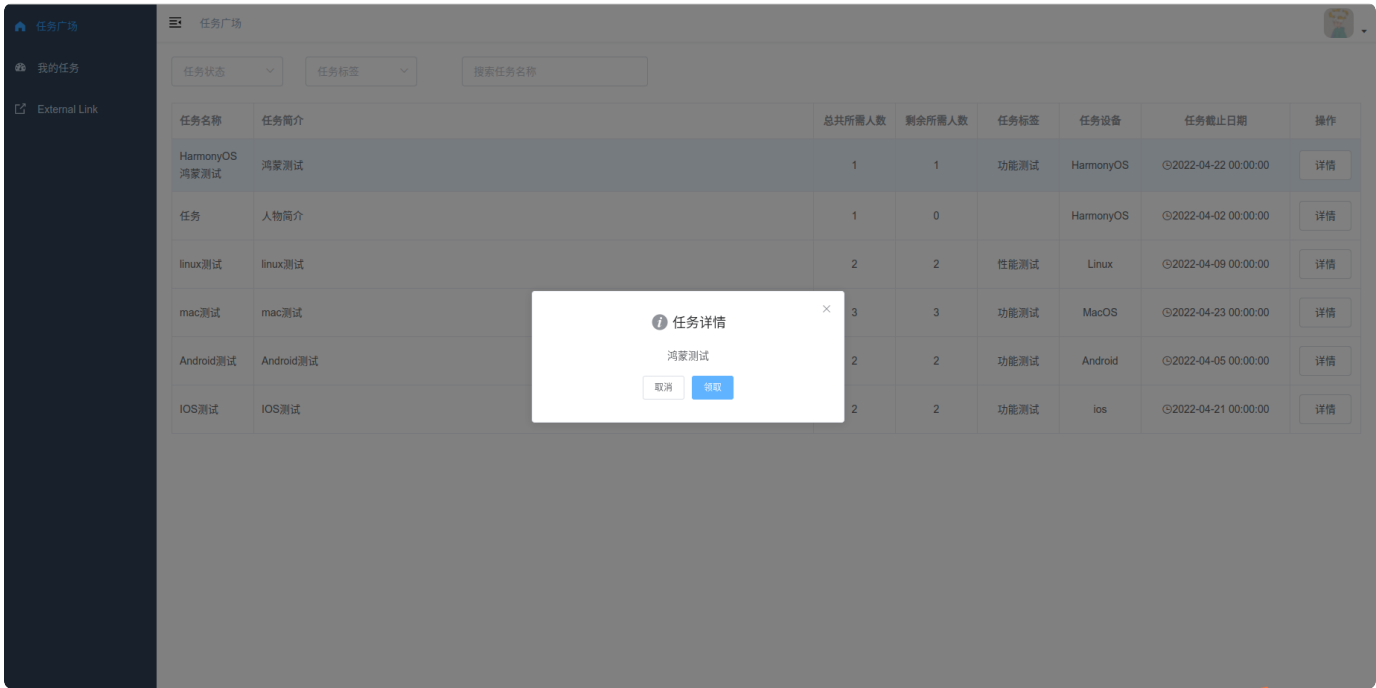 任务广场
我的任务
External Link
任务广场
任务状态 任务标签 搜索任务名称
任务名称 任务简介 总共所需人数 剩余所需人数 任务标签 任务设备 任务截止日期 操作
HarmonyOS
鸿蒙测试 鸿蒙测试 1 1 功能测试 HarmonyOS 2022-04-22 00:00:00 详情
任务 人物简介 1 0 HarmonyOS 2022-04-02 00:00:00 详情
linux测试 linux测试 2 2 性能测试 Linux 2022-04-09 00:00:00 详情
mac测试 mac测试 3 3 功能测试 MacOS 2022-04-23 00:00:00 详情
Android测试 Android测试 2 2 功能测试 Android 2022-04-05 00:00:00 详情
IOS测试 IOS测试 2 2 功能测试 ios 2022-04-21 00:00:00 详情
任务详情
鸿蒙测试
取消 领取